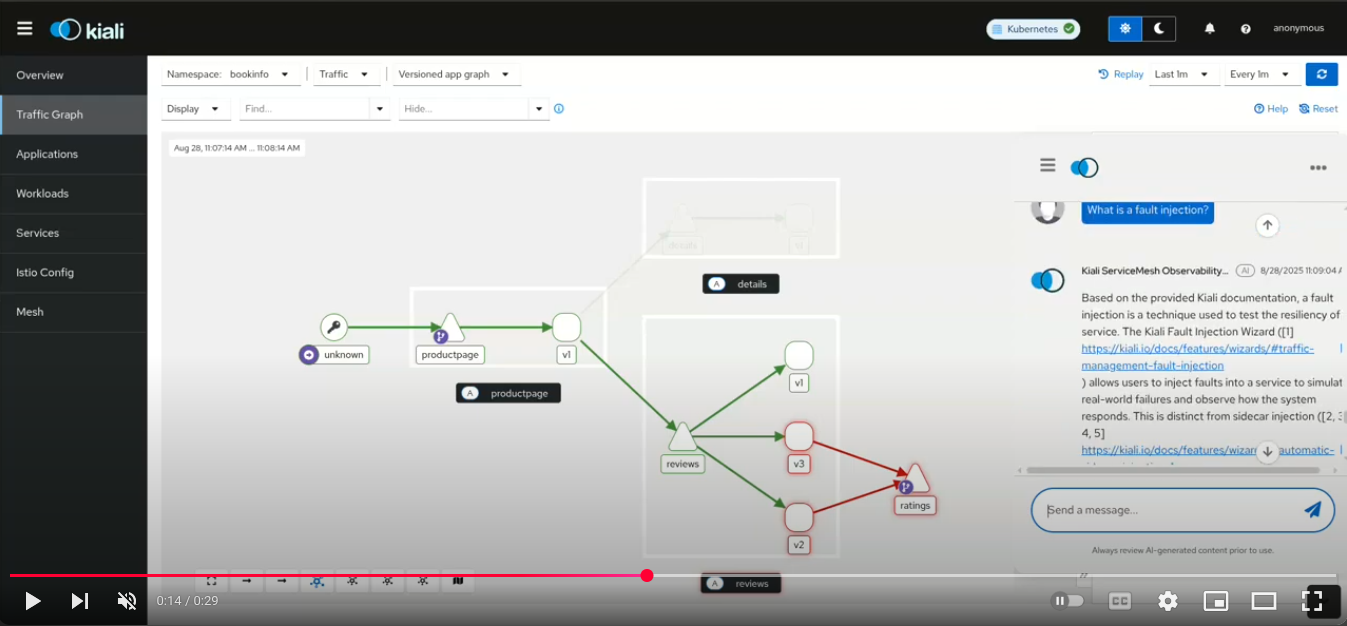 kiali
Kubernetes
anonymous
Overview
Traffic Graph
Applications
Workloads
Services
Istio Config
Mesh
Namespace: bookinfo
Traffic
Versioned app graph
Replay
Last 1m
Every 1m
Display
Find...
Hide...
Help
Reset
Aug 28, 11:07:14 AM ... 11:08:14 AM
details
v1
A details
unknown
productpage
v1
A productpage
v1
reviews
v3
v2
ratings
A reviews
What is a fault injection?
Kiali ServiceMesh Observability... AI 8/28/2025 11:09:04
Based on the provided Kiali documentation, a fault
injection is a technique used to test the resiliency of
service. The Kiali Fault Injection Wizard ([1]
https://kiali.io/docs/features/wizards/#traffic-
management-fault-injection
) allows users to inject faults into a service to simulat
real-world failures and observe how the system
responds. This is distinct from sidecar injection ([2,
4, 5]
https://kiali.io/docs/features/wizar automatic-
Send a message...
Always review AI-generated content prior to use.
0:14 / 0:29
CC